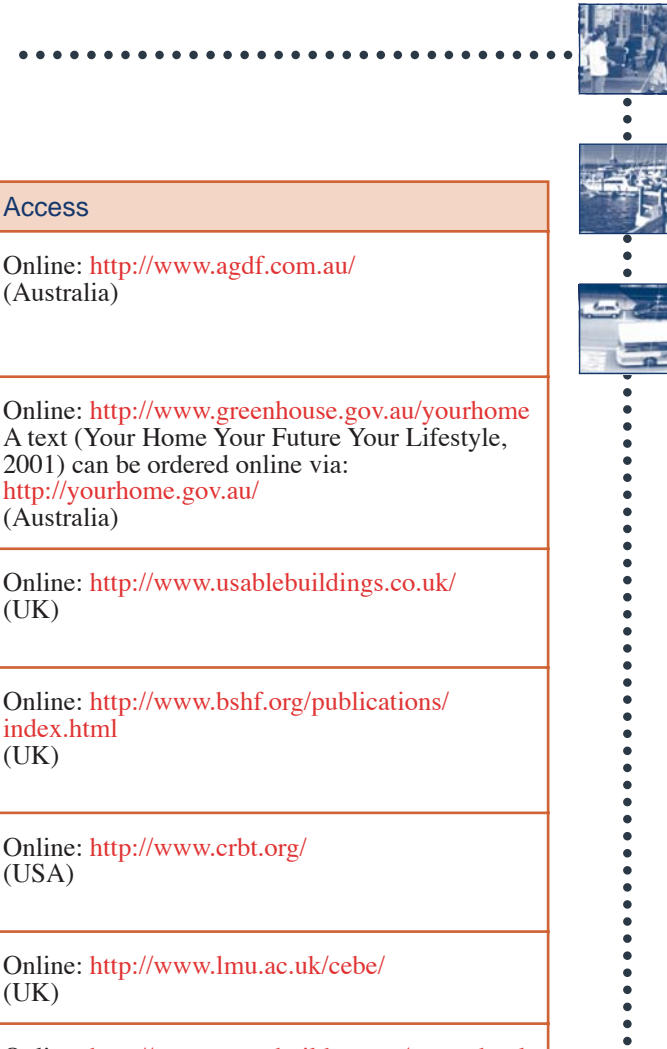 Access
Online: http://www.agdf.com.au/
(Australia)
Online: http://www.greenhouse.gov.au/yourhome
A text (Your Home Your Future Your Lifestyle,
2001) can be ordered online via:
http://yourhome.gov.au/
(Australia)
Online: http://www.usablebuildings.co.uk/
(UK)
Online: http://www.bshf.org/publications/
index.html
(UK)
Online: http://www.crbt.org/
(USA)
Online: http://www.lmu.ac.uk/cebe/
(UK)